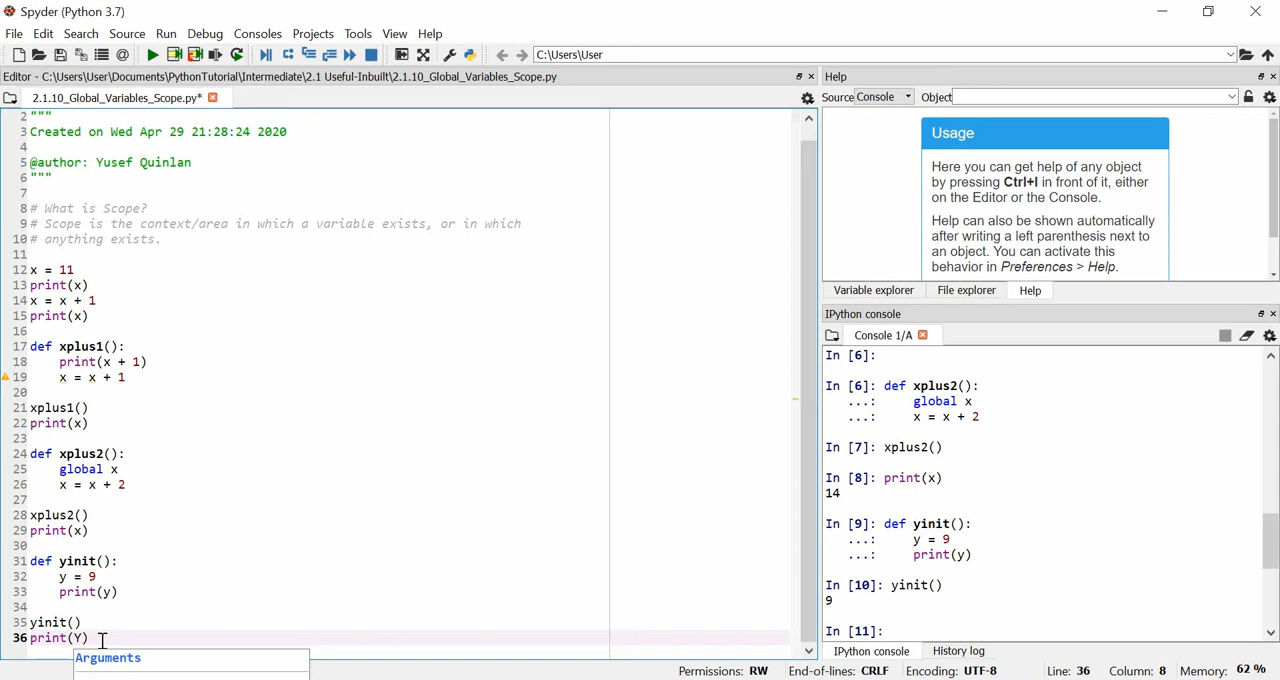 Spyder (Python 3.7)
File Edit Search Source Run Debug Consoles Projects Tools View Help
C:\Users\User
Editor - C:\Users\User\Documents\PythonTutorial\Intermediate\2.1 Useful-Inbuilt\2.1.10_Global_Variables_Scope.py
2.1.10_Global_Variables_Scope.py*
2 """
3 Created on Wed Apr 29 21:28:24 2020
4
5 @author: Yusef Quinlan
6 """
7
8 # What is Scope?
9 # Scope is the context/area in which a variable exists, or in which
10 # anything exists.
11
12 x = 11
13 print(x)
14 x = x + 1
15 print(x)
16
17 def xplus1():
18     print(x + 1)
19     x = x + 1
20
21 xplus1()
22 print(x)
23
24 def xplus2():
25     global x
26     x = x + 2
27
28 xplus2()
29 print(x)
30
31 def yinit():
32     y = 9
33     print(y)
34
35 yinit()
36 print(Y)
Arguments
Help
Source Console Object
Usage
Here you can get help of any object
by pressing Ctrl+I in front of it, either
on the Editor or the Console.
Help can also be shown automatically
after writing a left parenthesis next to
an object. You can activate this
behavior in Preferences > Help.
Variable explorer File explorer Help
IPython console
Console 1/A
In [6]:
In [6]: def xplus2():
...:     global x
...:     x = x + 2
In [7]: xplus2()
In [8]: print(x)
14
In [9]: def yinit():
...:     y = 9
...:     print(y)
In [10]: yinit()
9
In [11]:
IPython console History log
Permissions: RW End-of-lines: CRLF Encoding: UTF-8 Line: 36 Column: 8 Memory: 62 %